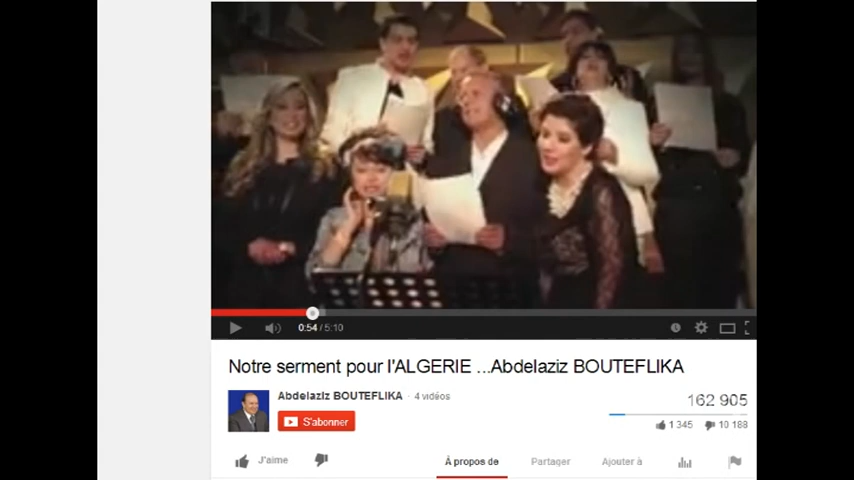 0:54 / 5:10
Notre serment pour l'ALGERIE ...Abdelaziz BOUTEFLIKA
Abdelaziz BOUTEFLIKA · 4 vidéos
S'abonner
162 905
1 345 10 188
J'aime
À propos de Partager Ajouter à